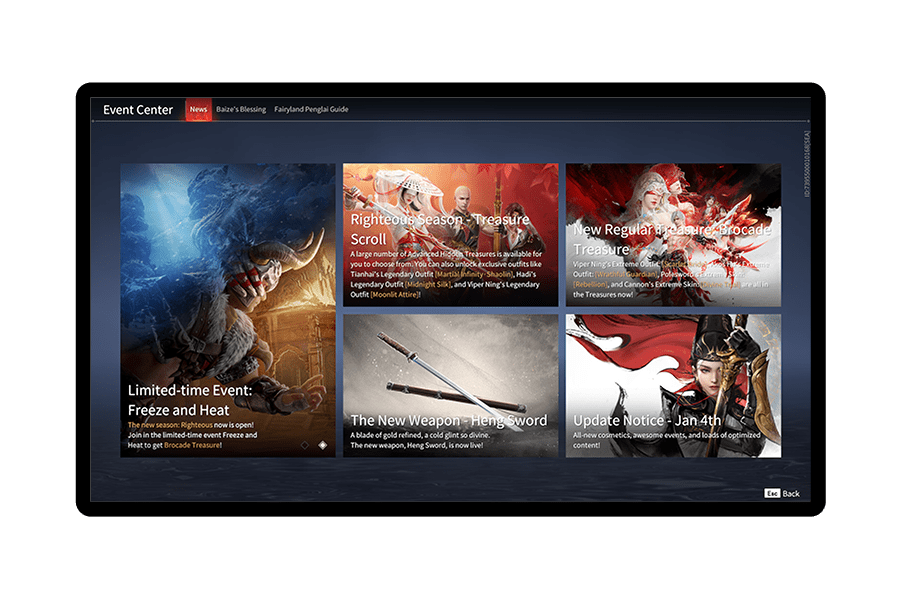 Event Center
News
Baize's Blessing
Fairyland Penglai Guide
Limited-time Event:
Freeze and Heat
The new season: Righteous now is open!
Join in the limited-time event Freeze and
Heat to get Brocade Treasure!
Righteous Season - Treasure
Scroll
A large number of Advanced Hidden Treasures is available for
you to choose from. You can also unlock exclusive outfits like
Tianhai's Legendary Outfit [Martial Infinity· Shaolin], Hadi's
Legendary Outfit [Midnight Silk], and Viper Ning's Legendary
Outfit [Moonlit Attire]!
New Regular Treasure: Brocade
Treasure
Viper Ning's Extreme Outfit: Extreme
Outfit: [Wrathful Guardian], Polesword's Extreme Skin:
[Rebellion], and Cannon's Extreme Skin: are all in
the Treasures now!
The New Weapon - Heng Sword
A blade of gold refined, a cold glint so divine.
The new weapon, Heng Sword, is now live!
Update Notice - Jan 4th
All-new cosmetics, awesome events, and loads of optimized
content!
Esc Back